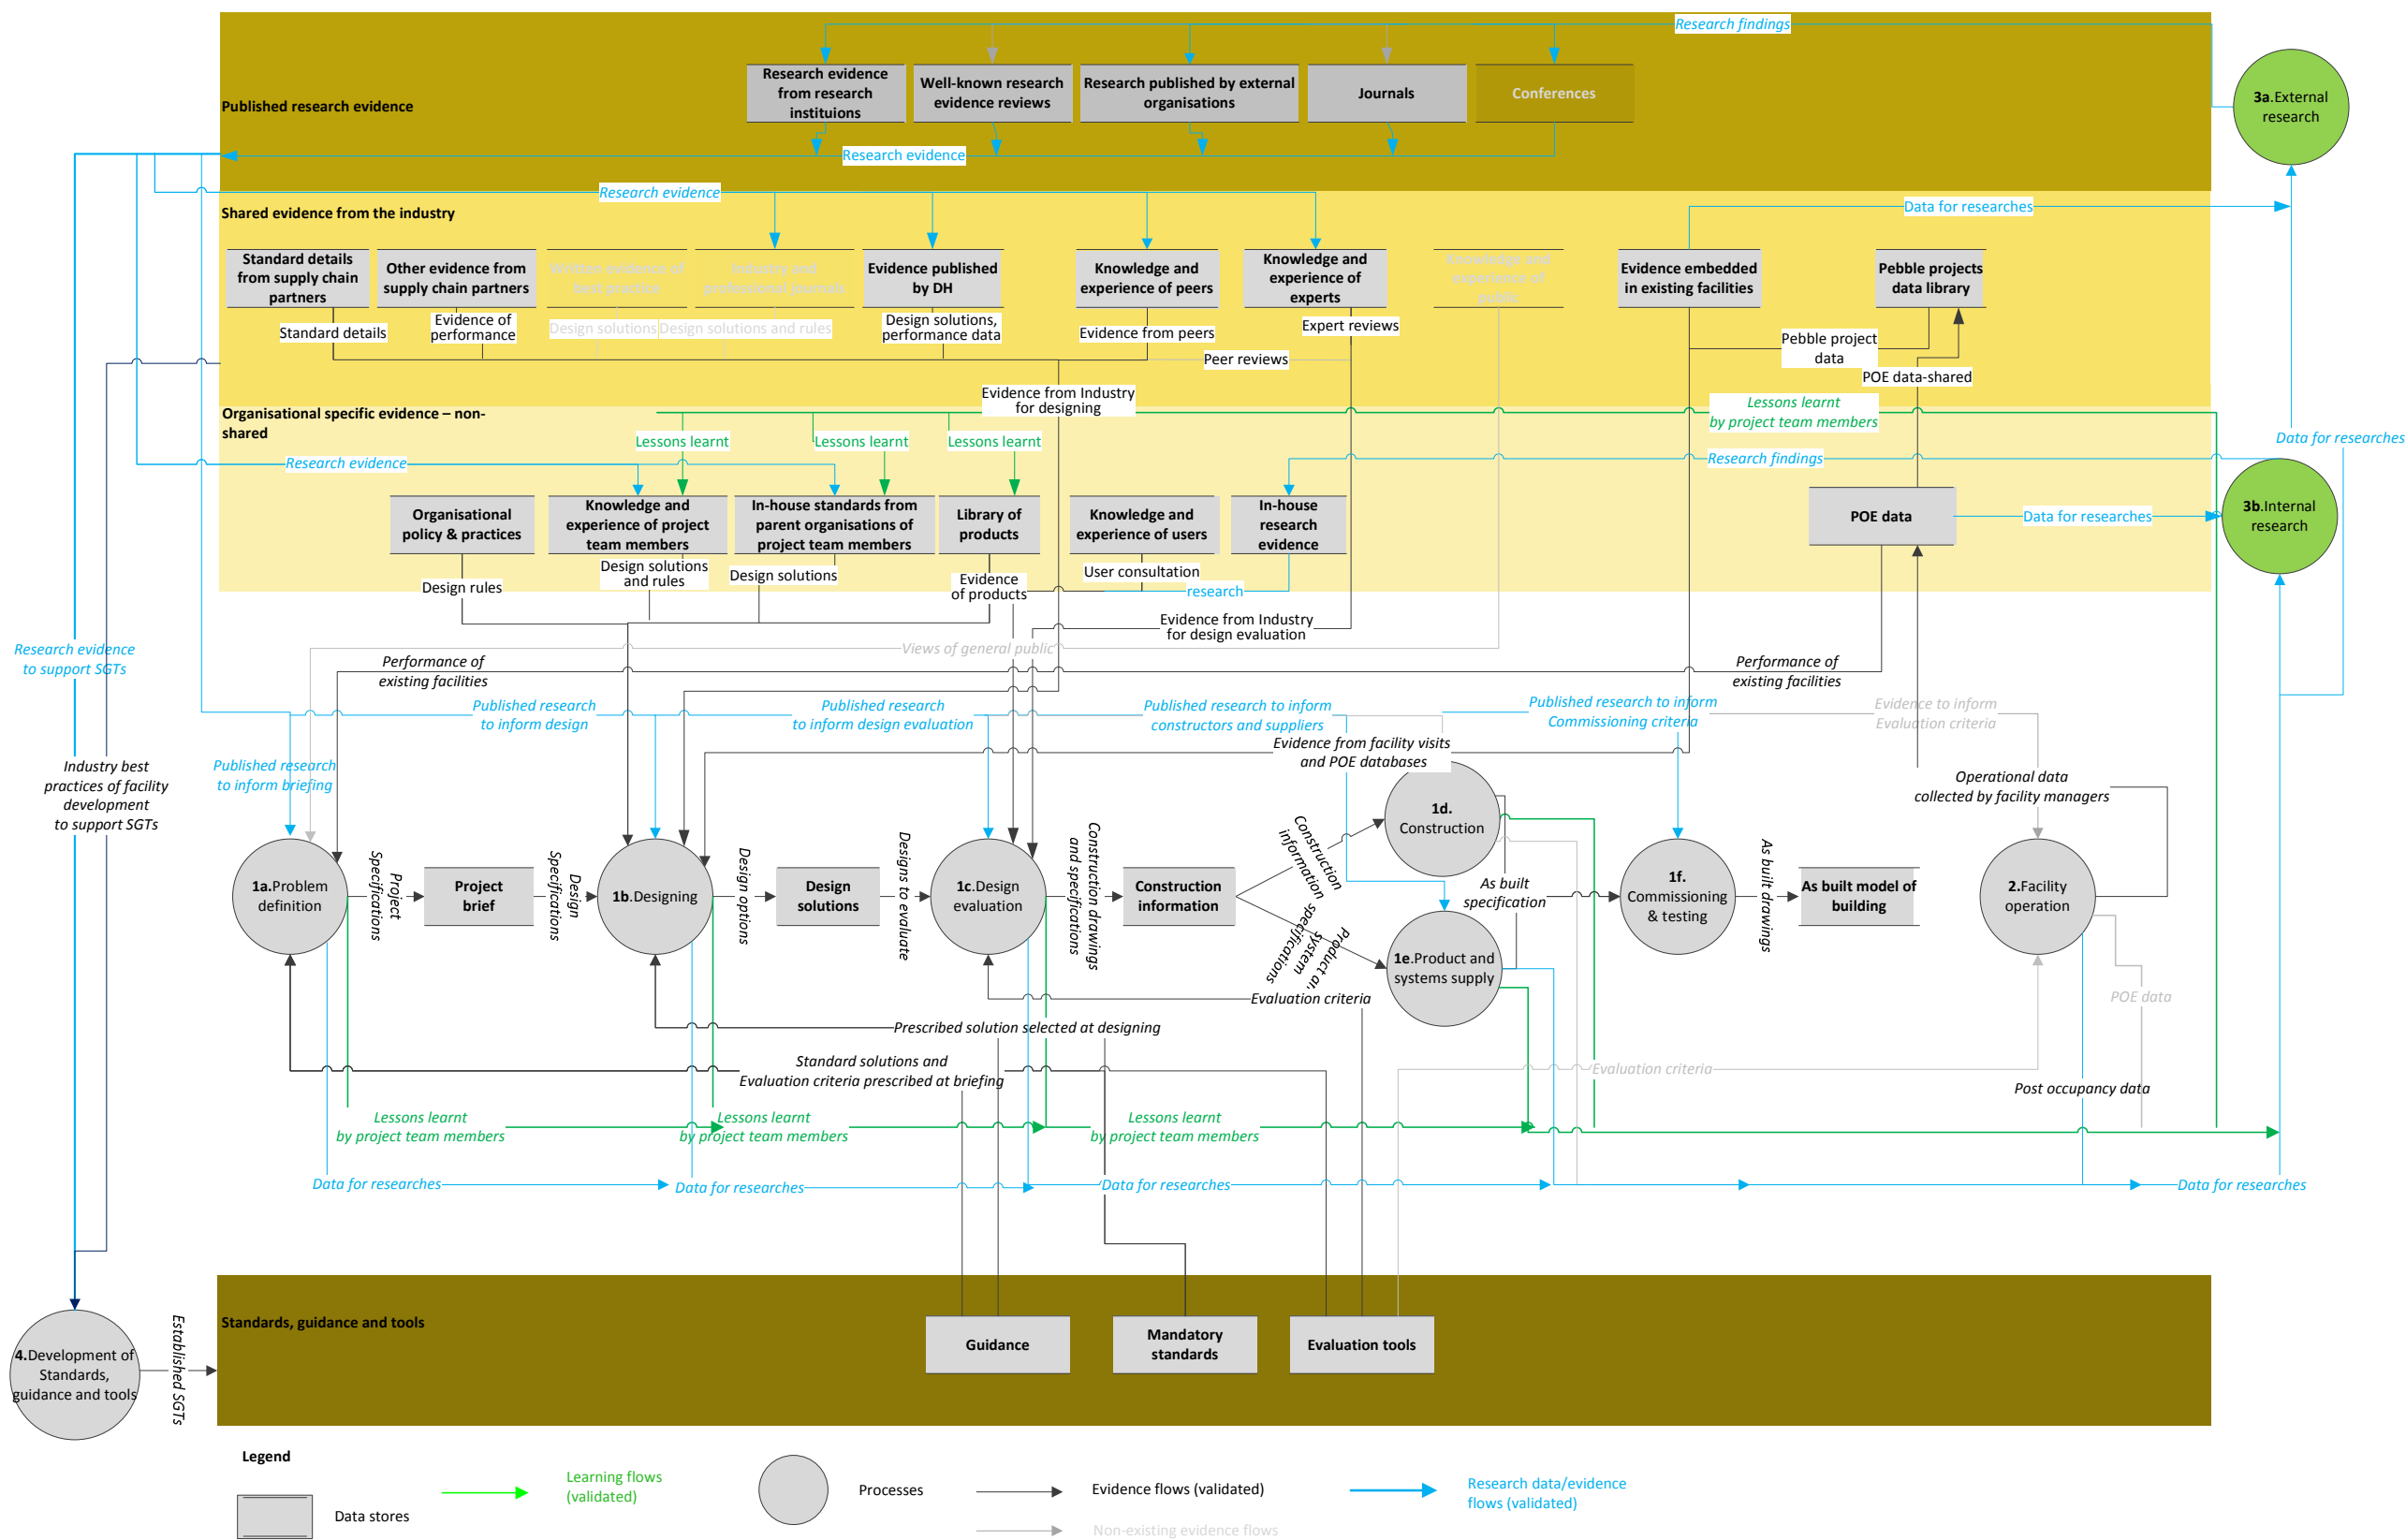 Research findings
Research evidence
from research
instituions
Well-known research
evidence reviews
Research published by external
organisations
Journals
Conferences
3a.External
research
Published research evidence
Research evidence
Research evidence
Shared evidence from the industry
Data for researches
Standard details
from supply chain
partners
Other evidence from
supply chain partners
Written evidence of
best practice
Industry and
professional journals
Evidence published
by DH
Knowledge and
experience of peers
Knowledge and
experience of
experts
Knowledge and
experience of
public
Evidence embedded
in existing facilities
Pebble projects
data library
Standard details
Evidence of
performance
Design solutions
Design solutions and rules
Design solutions,
performance data
Evidence from peers
Expert reviews
Peer reviews
Pebble project
data
POE data-shared
Evidence from Industry
for designing
Organisational specific evidence – non-
shared
Lessons learnt
by project team members
Lessons learnt
Lessons learnt
Lessons learnt
Data for researches
Research evidence
Research findings
Organisational
policy & practices
Knowledge and
experience of project
team members
In-house standards from
parent organisations of
project team members
Library of
products
Knowledge and
experience of users
In-house
research
evidence
POE data
Data for researches
3b.Internal
research
Design rules
Design solutions
and rules
Design solutions
Evidence
of products
User consultation
research
Evidence from Industry
for design evaluation
Views of general public
Research evidence
to support SGTs
Performance of
existing facilities
Performance of
existing facilities
Published research
to inform design
Published research
to inform design evaluation
Published research to inform
constructors and suppliers
Published research to inform
Commissioning criteria
Evidence to inform
Evaluation criteria
Evidence from facility visits
and POE databases
Industry best
practices of facility
development
to support SGTs
Published research
to inform briefing
Operational data
collected by facility managers
1a.Problem
definition
Project
Specifications
Project
brief
Design
Specifications
1b.Designing
Design options
Design
solutions
Designs to evaluate
1c.Design
evaluation
Construction drawings
and specifications
Construction
information
Construction
information
Product and
system
specifications
1d.
Construction
1e.Product and
systems supply
As built
specification
1f.
Commissioning
& testing
As built drawings
As built model of
building
2.Facility
operation
POE data
Evaluation criteria
Prescribed solution selected at designing
Standard solutions and
Evaluation criteria prescribed at briefing
Evaluation criteria
Post occupancy data
Lessons learnt
by project team members
Lessons learnt
by project team members
Lessons learnt
by project team members
Data for researches
Data for researches
Data for researches
Data for researches
4.Development of
Standards,
guidance and tools
Established SGTs
Standards, guidance and tools
Guidance
Mandatory
standards
Evaluation tools
Legend
Data stores
Learning flows
(validated)
Processes
Evidence flows (validated)
Non-existing evidence flows
Research data/evidence
flows (validated)